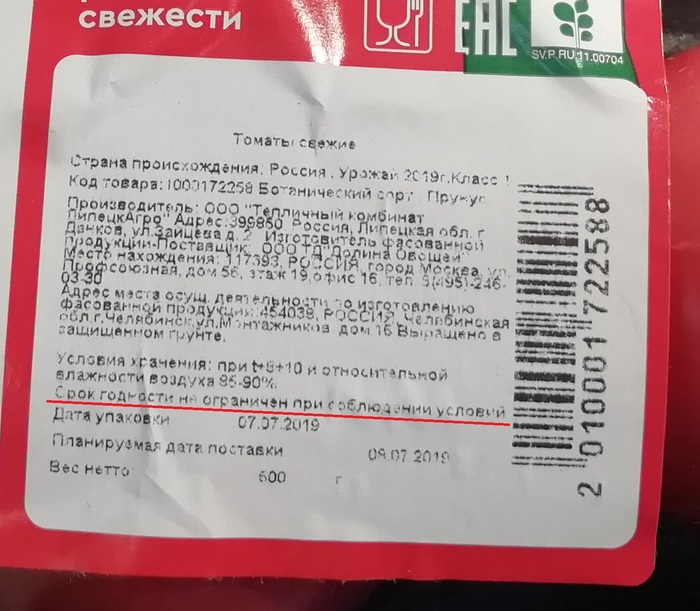 свежести
EAC
SV.P.RU.11.00704
Томаты свежие
Страна происхождения: Россия. Урожай 2019г.Класс 1
Код товара: 1000172258 Ботанический сорт Прунус
Производитель: ООО "Тепличный комбинат
ЛипецкАгро" Адрес:399850, Россия, Липецкая обл. г
Данков, ул.Зайцева д. 2 Изготовитель фасованной
продукции-Поставщик: ООО ТД"Долина Овощей"
Место нахождения: 117393, РОССИЯ, город Москва, ул.
Профсоюзная, дом 56, этаж 19,офис 16, тел. 8(495)-246-
03-30
Адрес места осущ. деятельности по изготовлению
фасованной продукции: 454038, РОССИЯ, Челябинская
обл.г.Челябинск,ул.Монтажников дом 16 Выращено в
защищенном грунте.
Условия хранения: при t+8+10 и относительной
влажности воздуха 85-90%.
Срок годности не ограничен при соблюдении условий
Дата упаковки 07.07.2019
Планируемая дата поставки 08.07.2019
Вес нетто 600 г
2 010001 722588